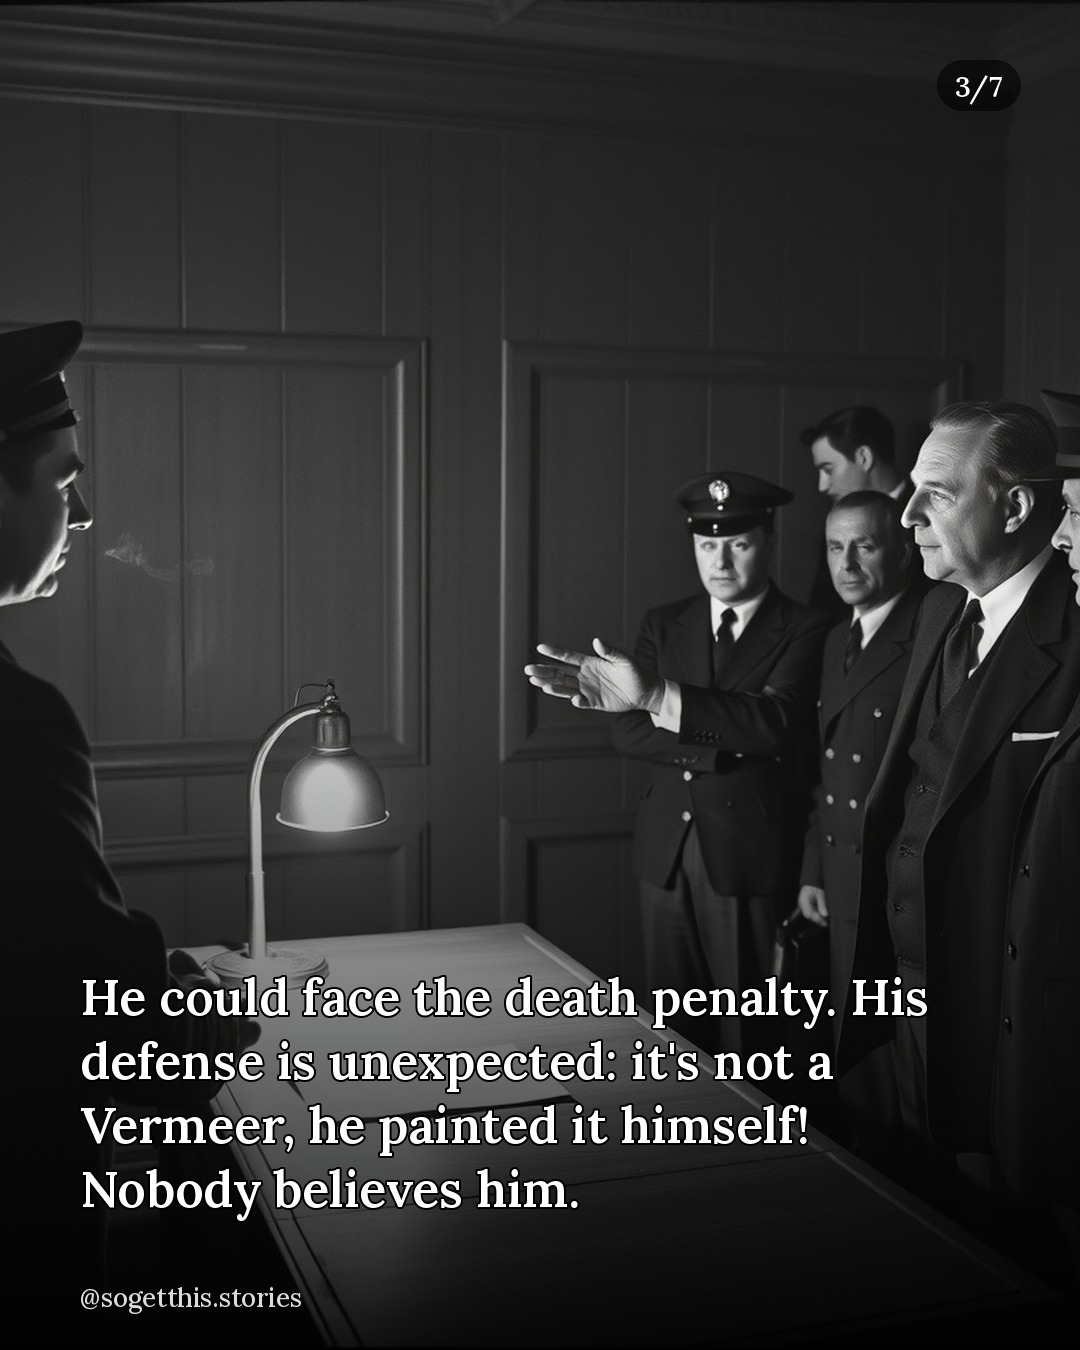 3/7
He could face the death penalty. His
defense is unexpected: it's not a
Vermeer, he painted it himself!
Nobody believes him.
@sogetthis.stories